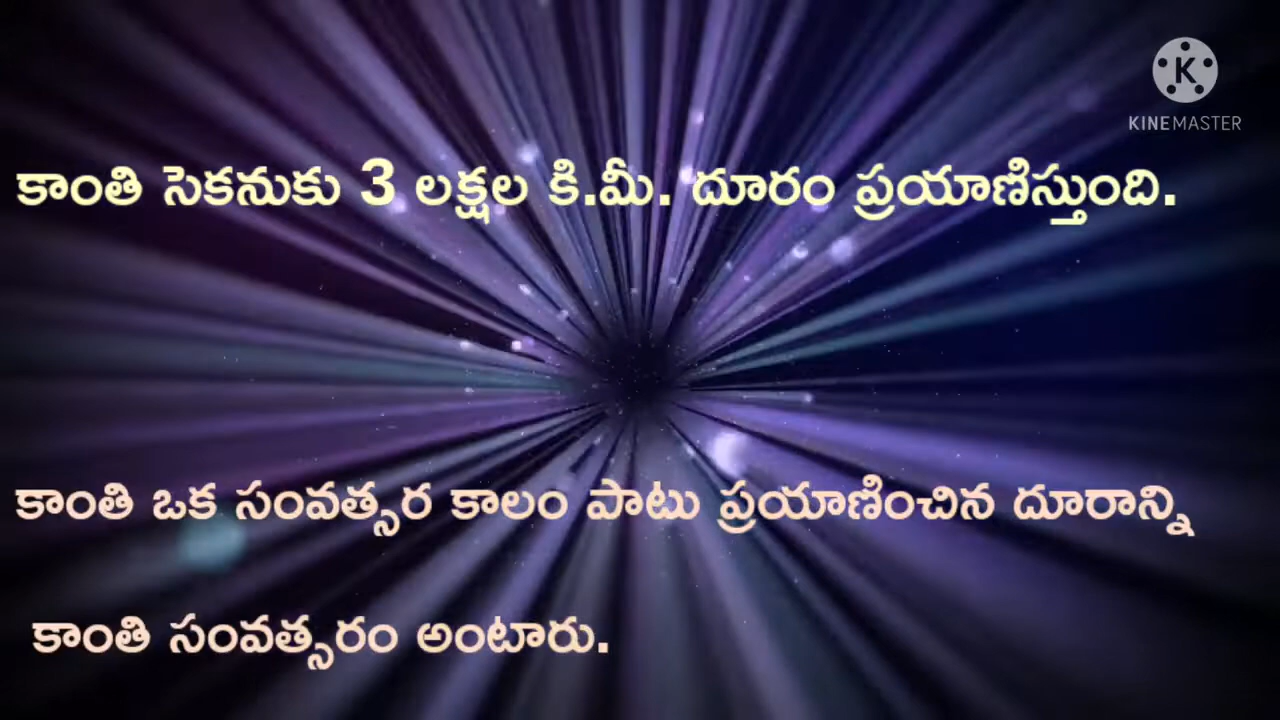 KINEMASTER
కాంతి సెకనుకు 3 లక్షల కి.మీ. దూరం ప్రయాణిస్తుంది.
కాంతి ఒక సంవత్సర కాలం పాటు ప్రయాణించిన దూరాన్ని
కాంతి సంవత్సరం అంటారు.